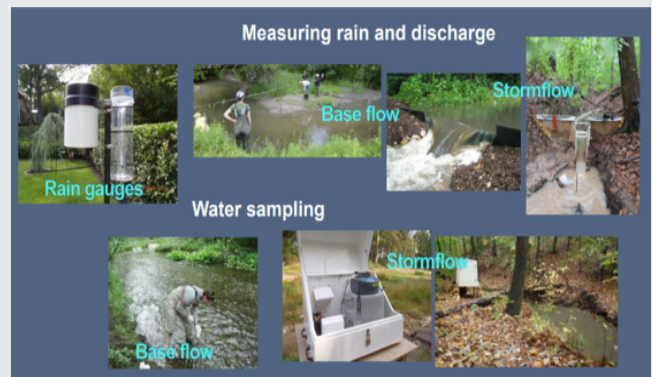 Measuring rain and discharge
Rain gauges
Base flow
Stormflow
Water sampling
Base flow
Stormflow